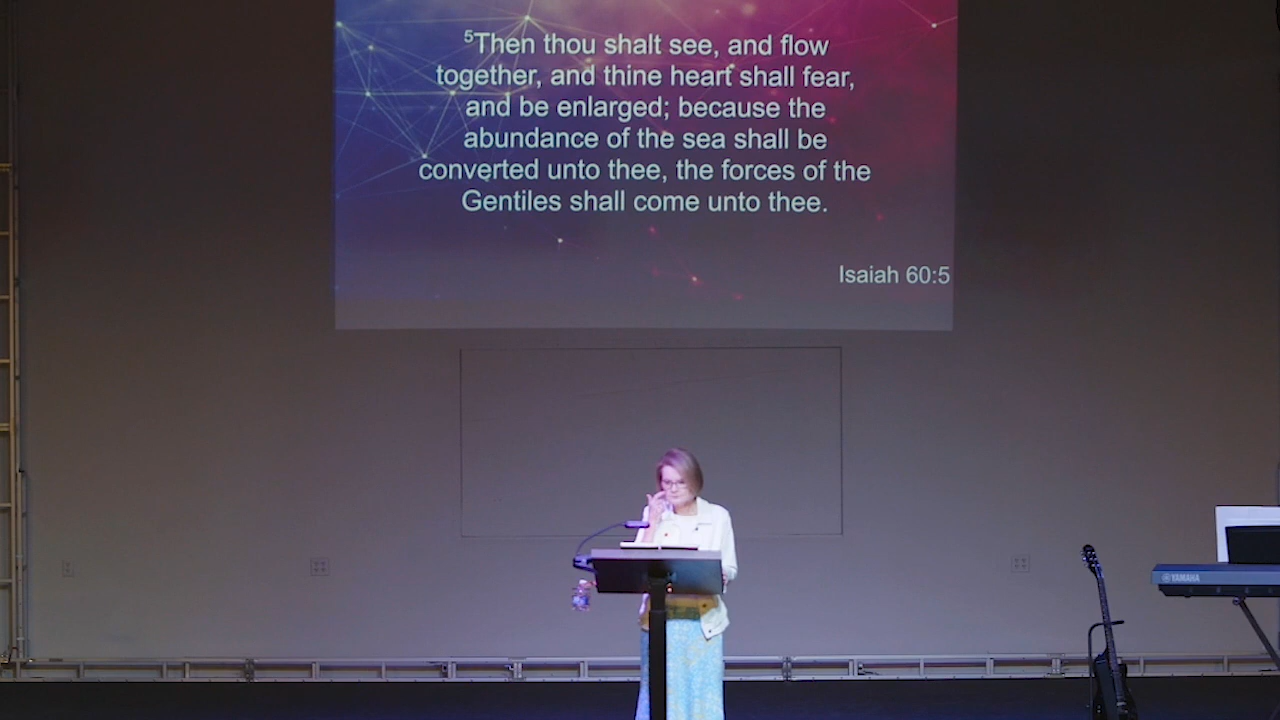 5Then thou shalt see, and flow
together, and thine heart shall fear,
and be enlarged; because the
abundance of the sea shall be
converted unto thee, the forces of the
Gentiles shall come unto thee.
Isaiah 60:5
YAMAHA